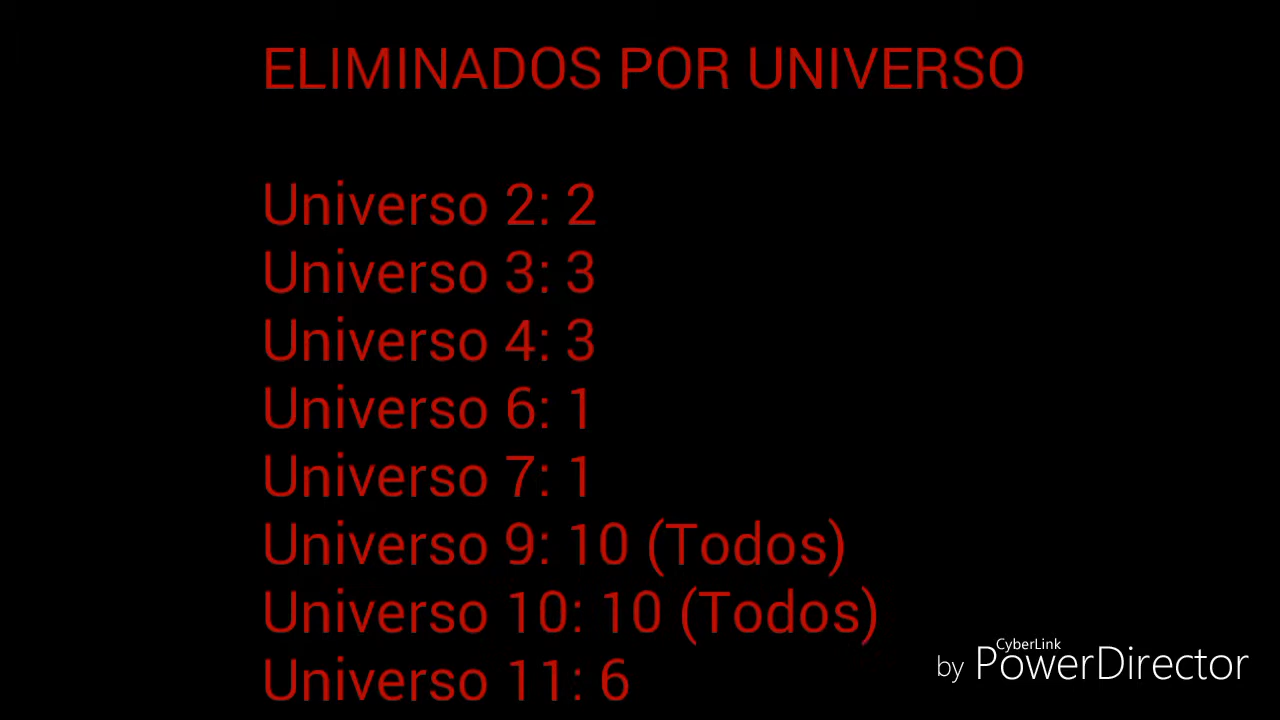 ELIMINADOS POR UNIVERSO
Universo 2: 2
Universo 3: 3
Universo 4: 3
Universo 6: 1
Universo 7: 1
Universo 9: 10 (Todos)
Universo 10: 10 (Todos)
Universo 11: 6
CyberLink
by PowerDirector